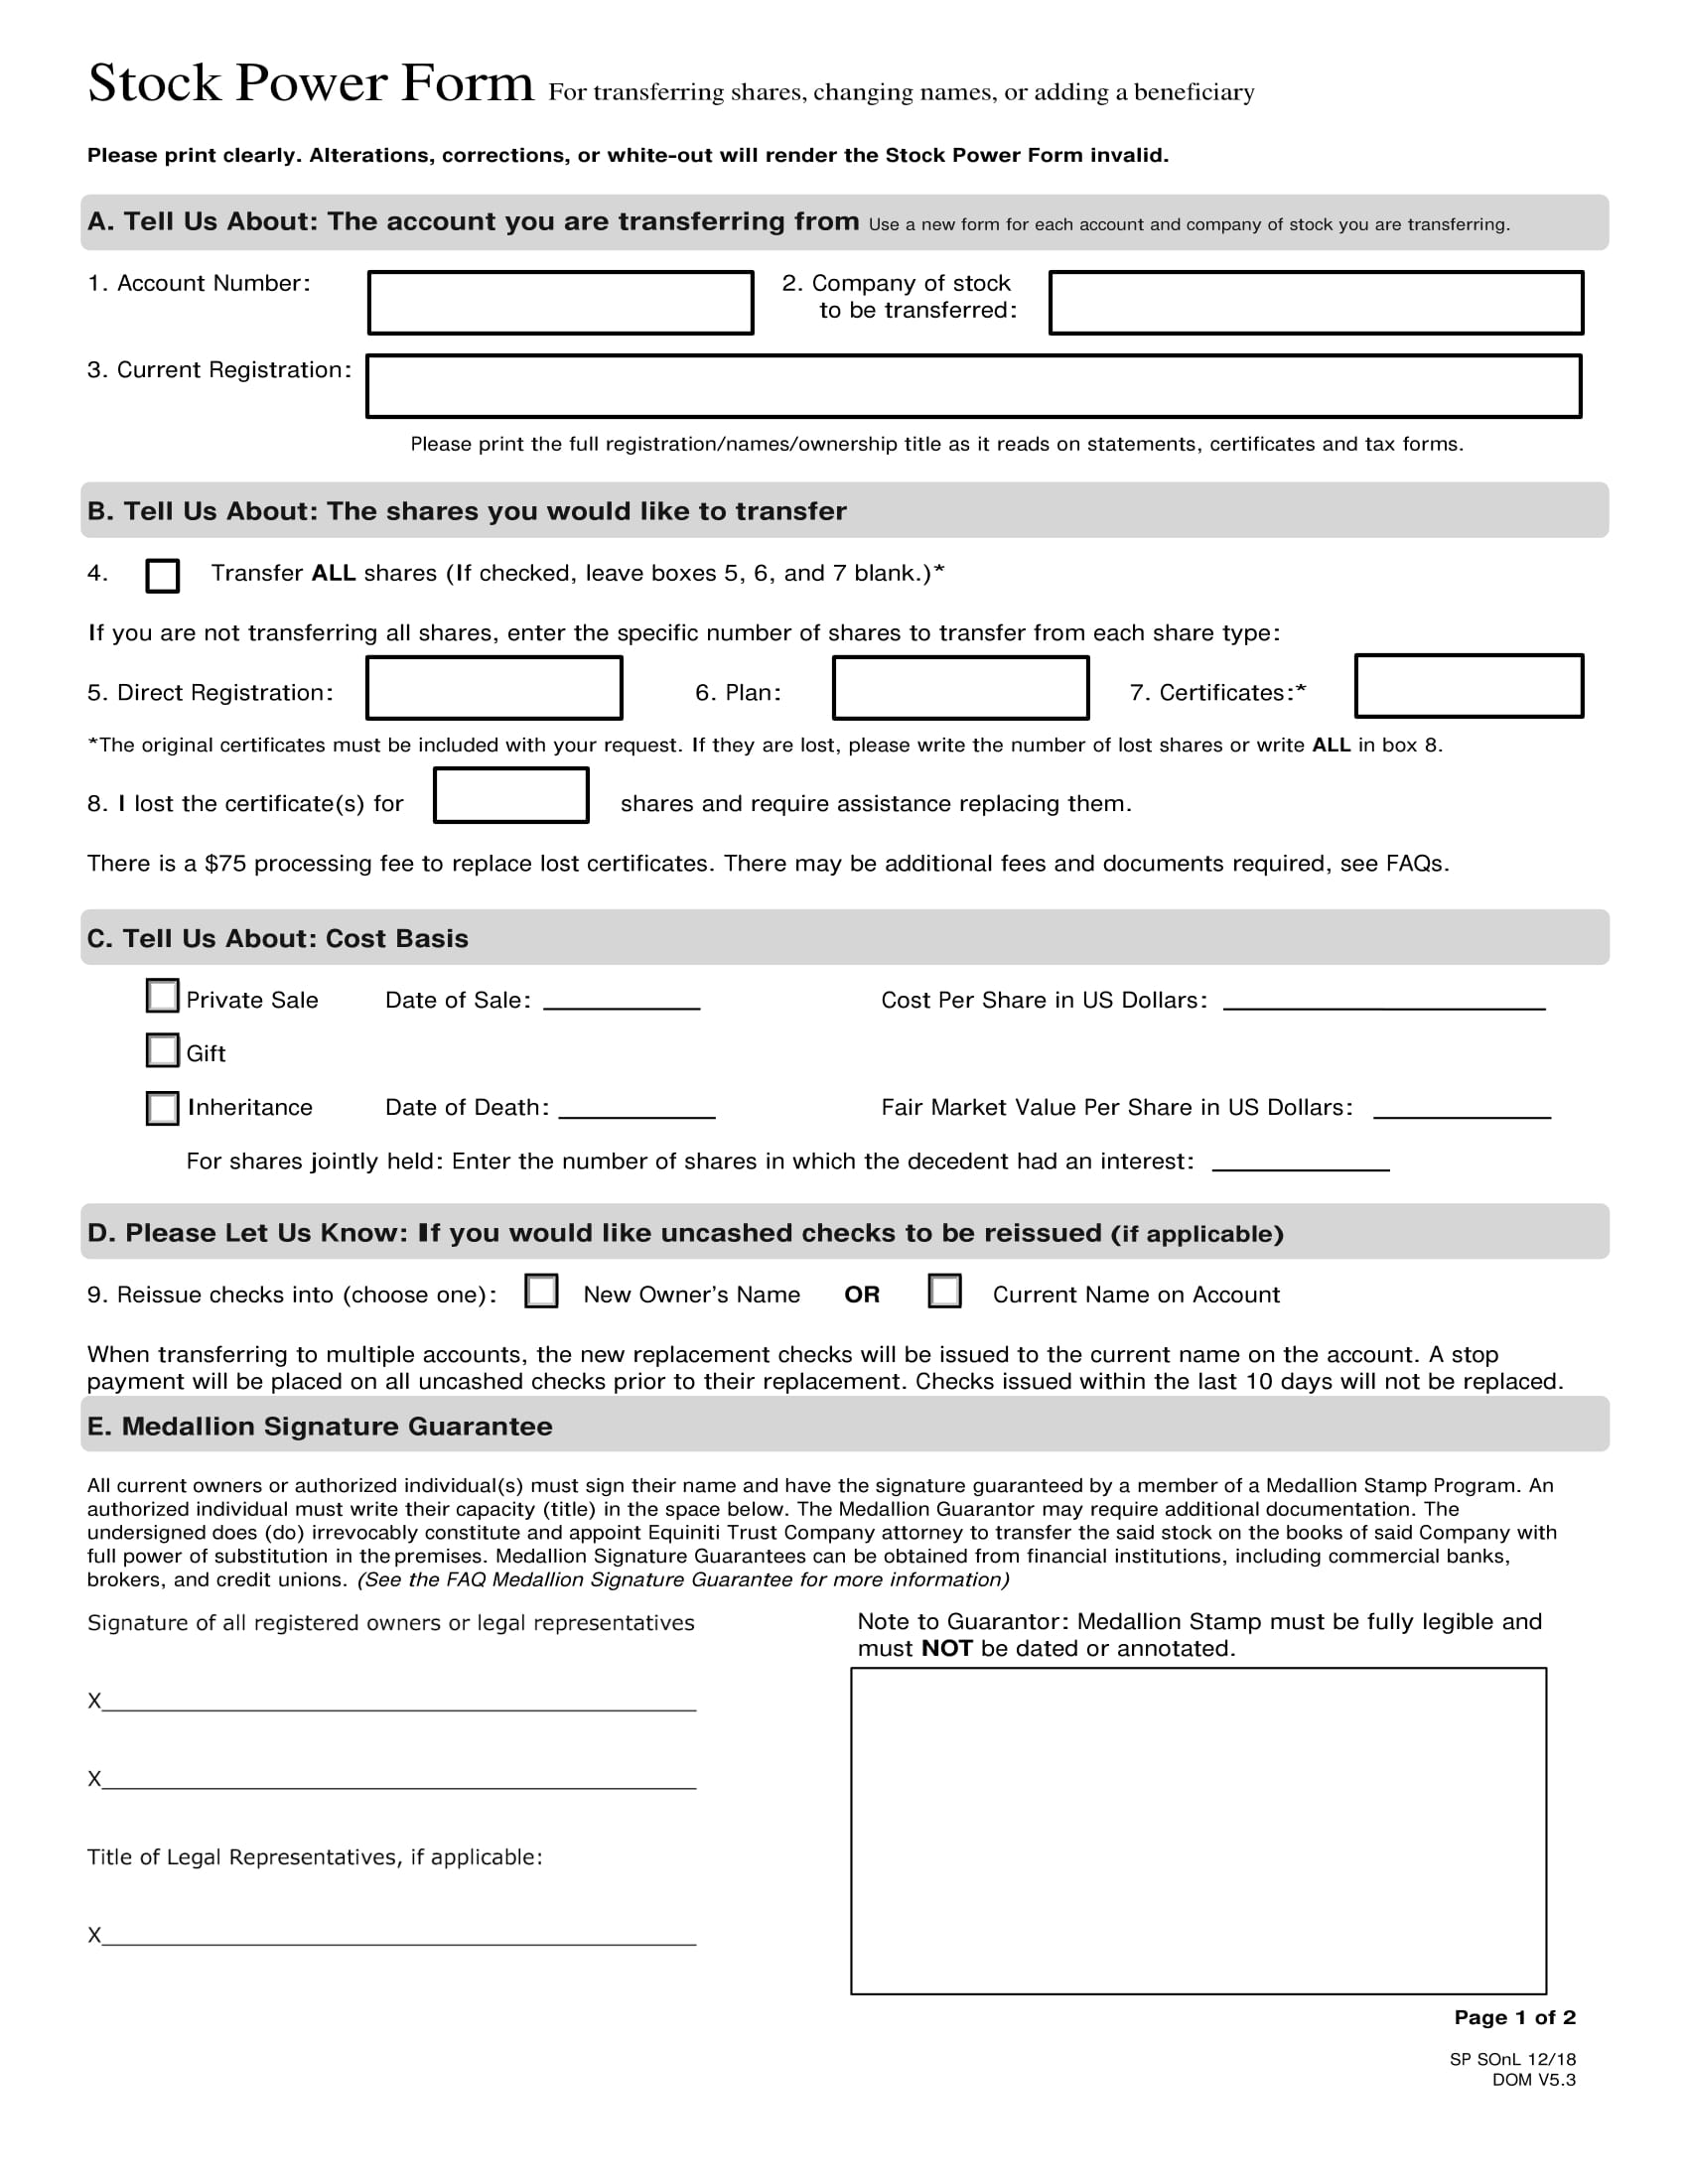 Stock Power Form For transferring shares, changing names, or adding a beneficiary
Please print clearly. Alterations, corrections, or white-out will render the Stock Power Form invalid.
A. Tell Us About: The account you are transferring from Use a new form for each account and company of stock you are transferring.
1. Account Number: 2. Company of stock
to be transferred:
3. Current Registration:
Please print the full registration/names/ownership title as it reads on statements, certificates and tax forms.
B. Tell Us About: The shares you would like to transfer
4. Transfer ALL shares (If checked, leave boxes 5, 6, and 7 blank.)*
If you are not transferring all shares, enter the specific number of shares to transfer from each share type:
5. Direct Registration: 6. Plan: 7. Certificates:*
*The original certificates must be included with your request. If they are lost, please write the number of lost shares or write ALL in box 8.
8. I lost the certificate(s) for shares and require assistance replacing them.
There is a $75 processing fee to replace lost certificates. There may be additional fees and documents required, see FAQs.
C. Tell Us About: Cost Basis
Private Sale Date of Sale: Cost Per Share in US Dollars:
Gift
Inheritance Date of Death: Fair Market Value Per Share in US Dollars:
For shares jointly held: Enter the number of shares in which the decedent had an interest:
D. Please Let Us Know: If you would like uncashed checks to be reissued (if applicable)
9. Reissue checks into (choose one): New Owner's Name OR Current Name on Account
When transferring to multiple accounts, the new replacement checks will be issued to the current name on the account. A stop
payment will be placed on all uncashed checks prior to their replacement. Checks issued within the last 10 days will not be replaced.
E. Medallion Signature Guarantee
All current owners or authorized individual(s) must sign their name and have the signature guaranteed by a member of a Medallion Stamp Program. An
authorized individual must write their capacity (title) in the space below. The Medallion Guarantor may require additional documentation. The
undersigned does (do) irrevocably constitute and appoint Equiniti Trust Company attorney to transfer the said stock on the books of said Company with
full power of substitution in the premises. Medallion Signature Guarantees can be obtained from financial institutions, including commercial banks,
brokers, and credit unions. (See the FAQ Medallion Signature Guarantee for more information)
Signature of all registered owners or legal representatives
X
X
Title of Legal Representatives, if applicable:
X
Note to Guarantor: Medallion Stamp must be fully legible and
must NOT be dated or annotated.
Page 1 of 2
SP SOnL 12/18
DOM V5.3